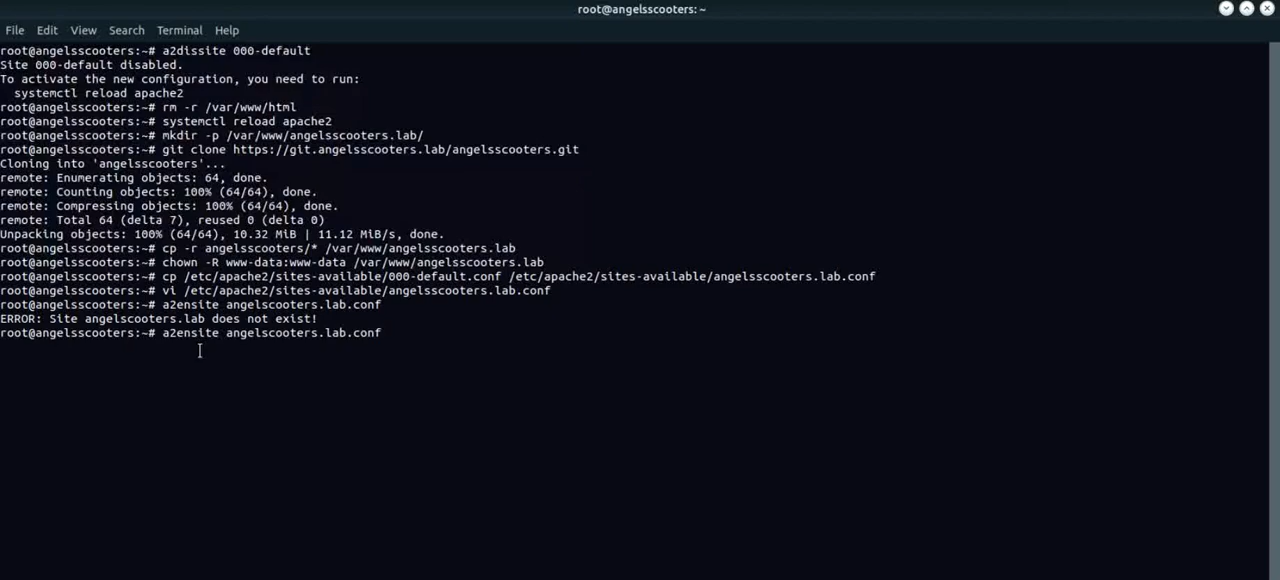 root@angelsscooters: ~
File Edit View Search Terminal Help
root@angelsscooters:~# a2dissite 000-default
Site 000-default disabled.
To activate the new configuration, you need to run:
  systemctl reload apache2
root@angelsscooters:~# rm -r /var/www/html
root@angelsscooters:~# systemctl reload apache2
root@angelsscooters:~# mkdir -p /var/www/angelsscooters.lab/
root@angelsscooters:~# git clone https://git.angelsscooters.lab/angelsscooters.git
Cloning into 'angelsscooters'...
remote: Enumerating objects: 64, done.
remote: Counting objects: 100% (64/64), done.
remote: Compressing objects: 100% (64/64), done.
remote: Total 64 (delta 7), reused 0 (delta 0)
Unpacking objects: 100% (64/64), 10.32 MiB | 11.12 MiB/s, done.
root@angelsscooters:~# cp -r angelsscooters/* /var/www/angelsscooters.lab
root@angelsscooters:~# chown -R www-data:www-data /var/www/angelsscooters.lab
root@angelsscooters:~# cp /etc/apache2/sites-available/000-default.conf /etc/apache2/sites-available/angelsscooters.lab.conf
root@angelsscooters:~# vi /etc/apache2/sites-available/angelsscooters.lab.conf
root@angelsscooters:~# a2ensite angelscooters.lab.conf
ERROR: Site angelscooters.lab does not exist!
root@angelsscooters:~# a2ensite angelscooters.lab.conf